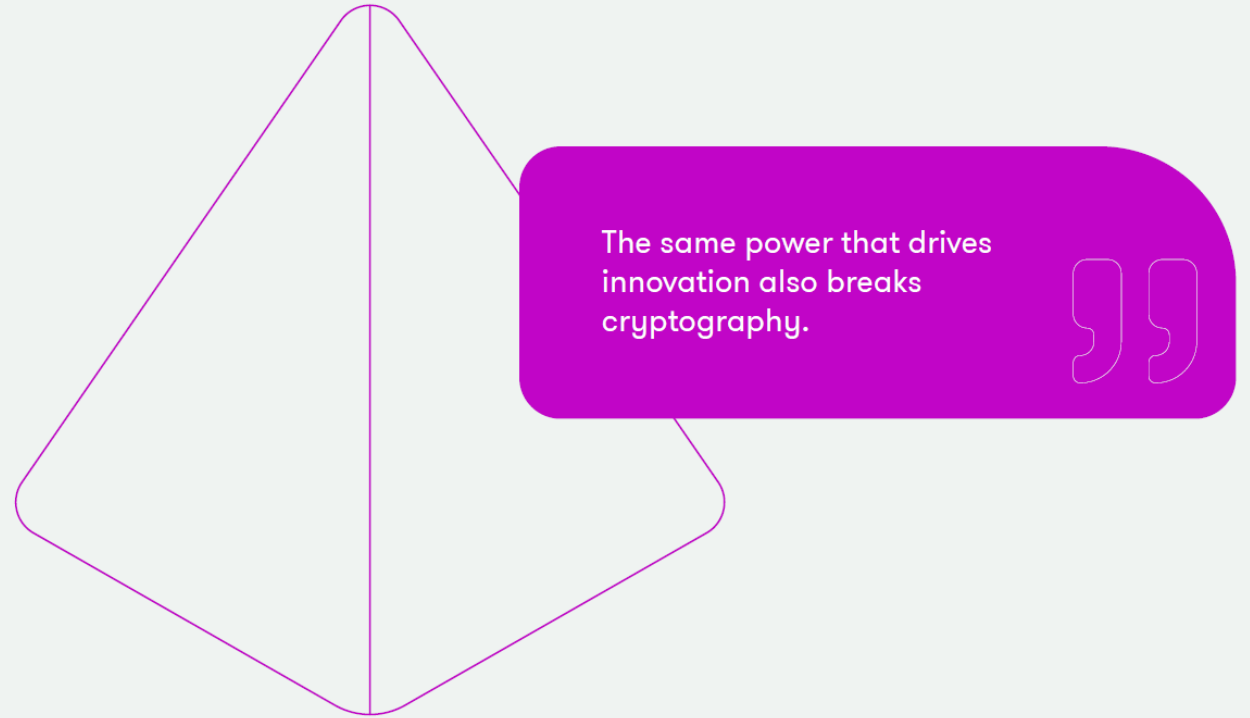 The same power that drives
innovation also breaks
cryptography.